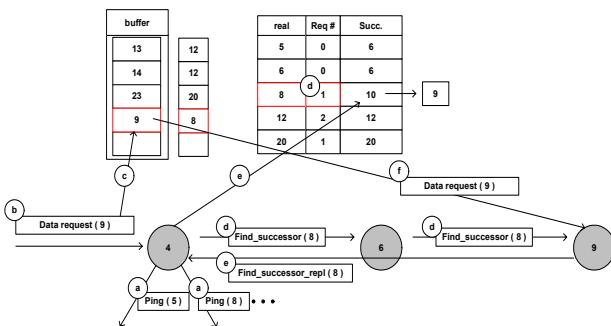 buffer
13
14
23
9
12
12
20
8
real Req # Succ.
5 0 6
6 0 6
8 1 10
12 2 12
20 1 20
d
9
c
e
f
Data request ( 9 )
b
Data request ( 9 )
d
Find_successor ( 8 )
d
Find_successor ( 8 )
4
6
9
e
Find_successor_repl ( 8 )
a
Ping ( 5 )
a
Ping ( 8 )
• • •